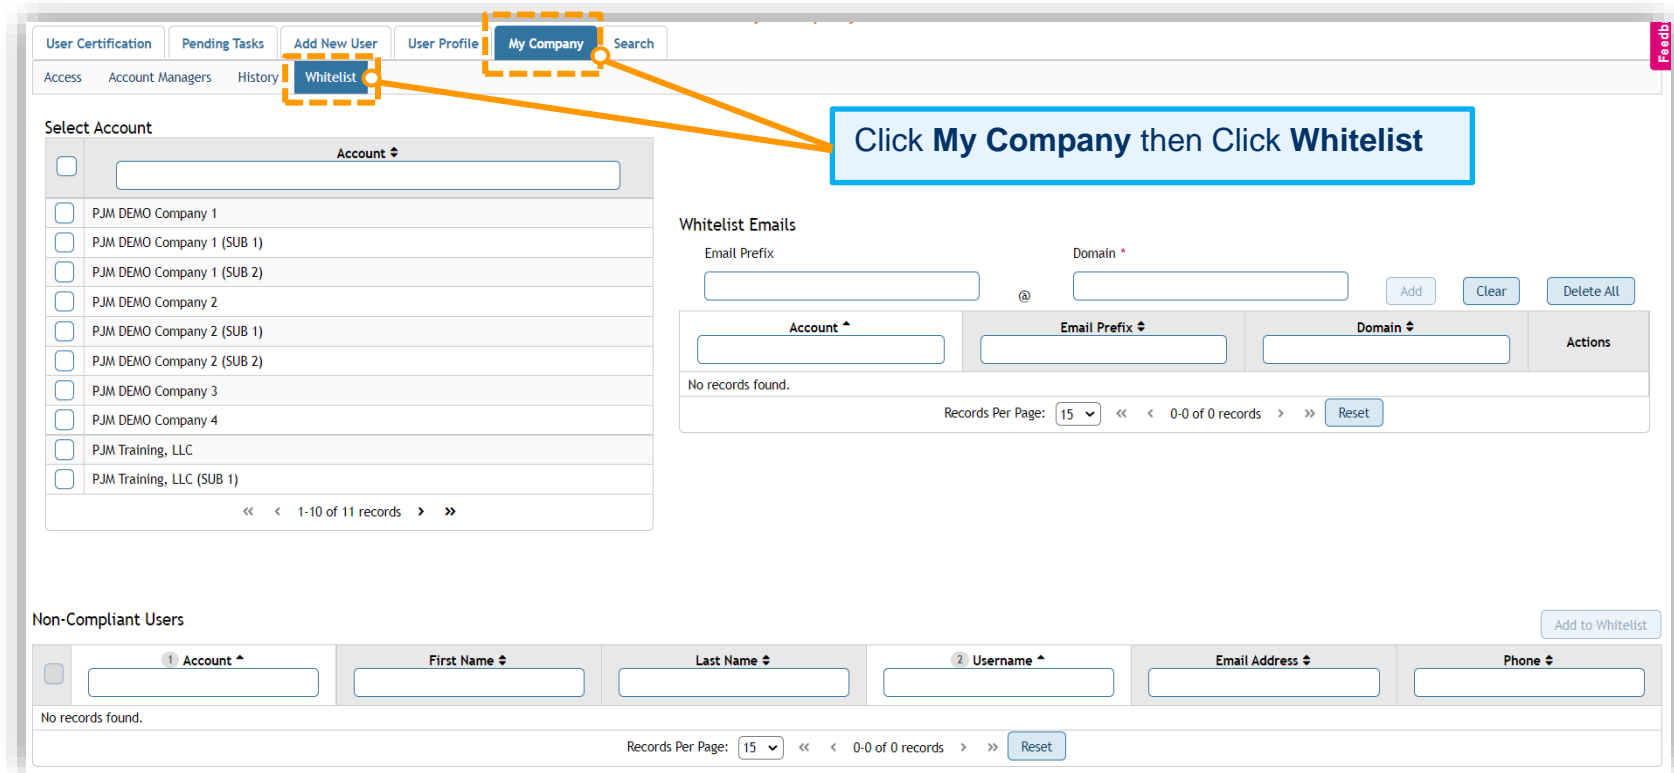 User Certification
Pending Tasks
Add New User
User Profile
My Company
Search
Access
Account Managers
History
Whitelist
Click My Company then Click Whitelist
Select Account
Account
PJM DEMO Company 1
PJM DEMO Company 1 (SUB 1)
PJM DEMO Company 1 (SUB 2)
PJM DEMO Company 2
PJM DEMO Company 2 (SUB 1)
PJM DEMO Company 2 (SUB 2)
PJM DEMO Company 3
PJM DEMO Company 4
PJM Training, LLC
PJM Training, LLC (SUB 1)
« ‹ 1-10 of 11 records › »
Whitelist Emails
Email Prefix
Domain *
@
Add
Clear
Delete All
Account
Email Prefix
Domain
Actions
No records found.
Records Per Page: 15 « ‹ 0-0 of 0 records › » Reset
Non-Compliant Users
Add to Whitelist
1 Account
First Name
Last Name
2 Username
Email Address
Phone
No records found.
Records Per Page: 15 « ‹ 0-0 of 0 records › » Reset